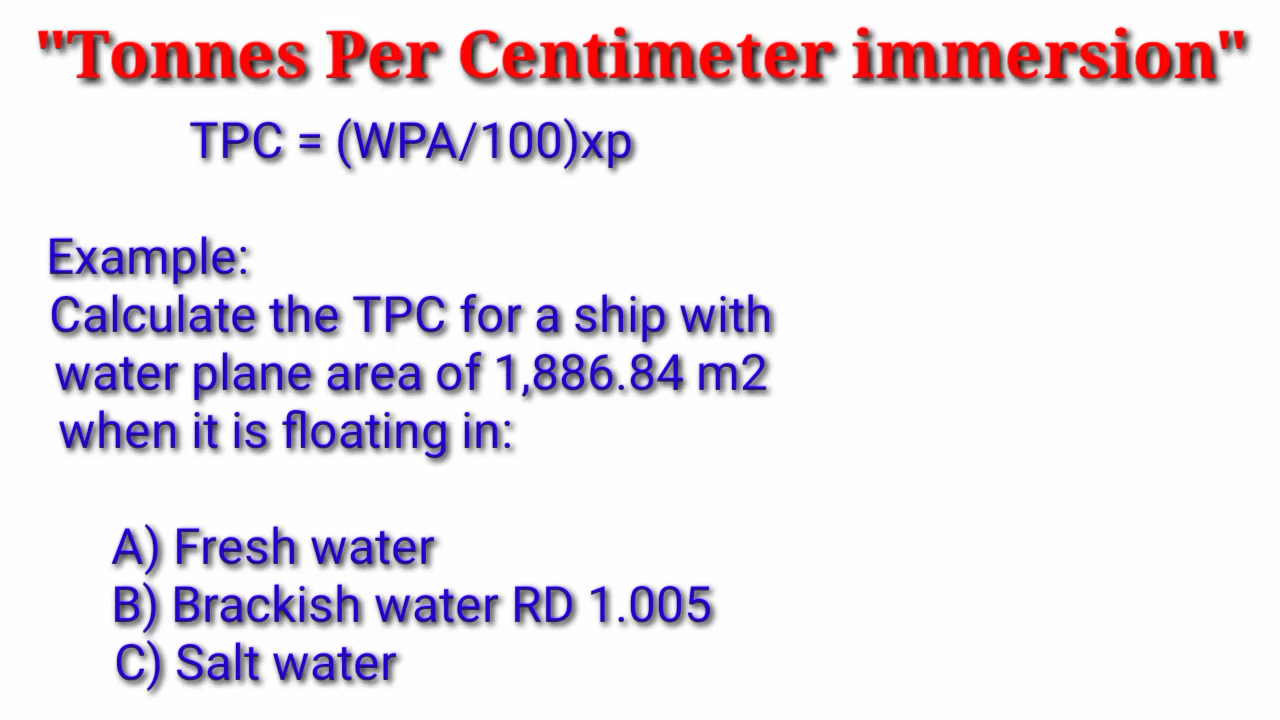 "Tonnes Per Centimeter immersion"
TPC = (WPA/100)xp
Example:
Calculate the TPC for a ship with
water plane area of 1,886.84 m2
when it is floating in:
A) Fresh water
B) Brackish water RD 1.005
C) Salt water